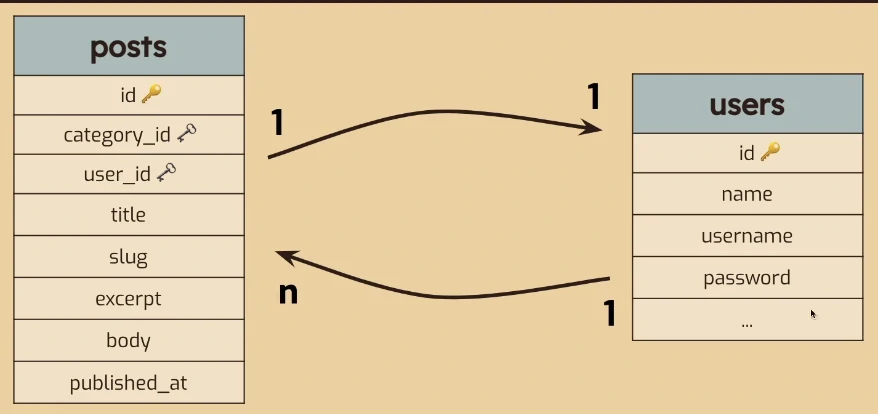 posts
id
category_id
user_id
title
slug
excerpt
body
published_at
1
1
n
1
users
id
name
username
password
...